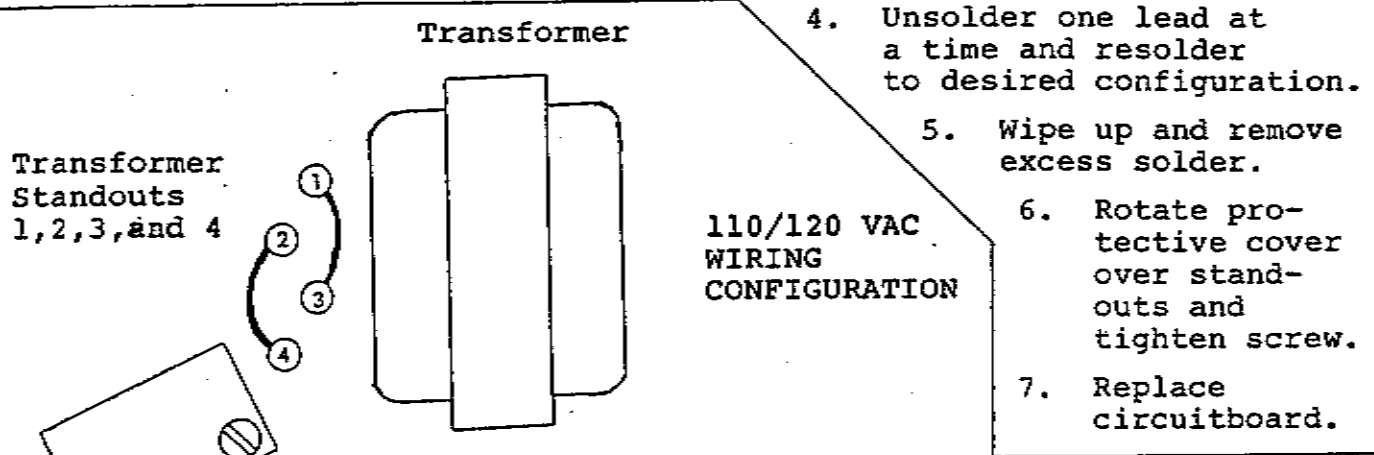 Transformer
Transformer
Standouts
1,2,3,and 4
1
2
3
4
110/120 VAC
WIRING
CONFIGURATION
4. Unsolder one lead at
a time and resolder
to desired configuration.
5. Wipe up and remove
excess solder.
6. Rotate pro-
tective cover
over stand-
outs and
tighten screw.
7. Replace
circuitboard.